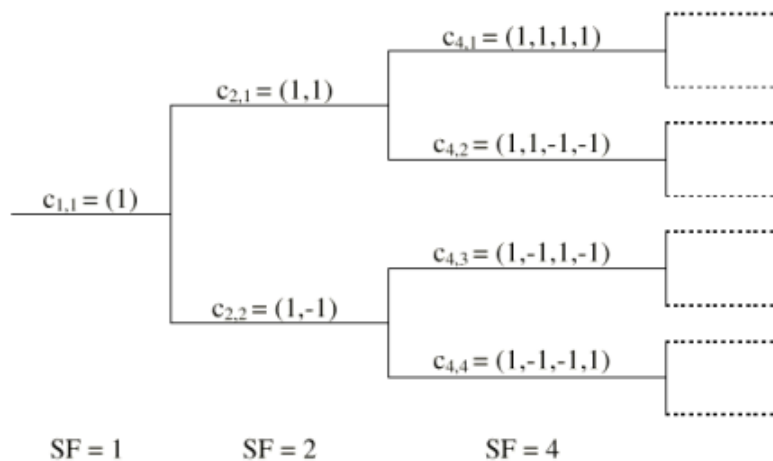 c4,1 = (1,1,1,1)
c2,1 = (1,1)
c4,2 = (1,1,-1,-1)
c1,1 = (1)
c4,3 = (1,-1,1,-1)
c2,2 = (1,-1)
c4,4 = (1,-1,-1,1)
SF = 1 SF = 2 SF = 4